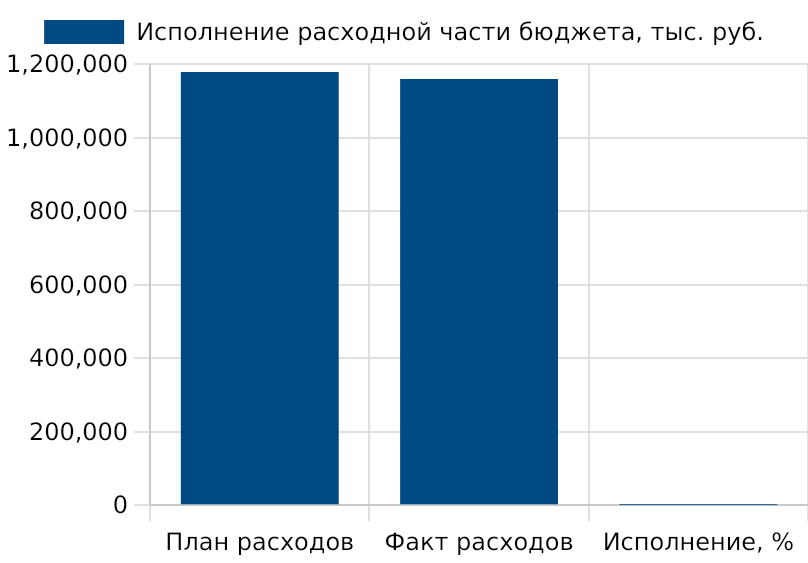 Исполнение расходной части бюджета, тыс. руб.
1,200,000
1,000,000
800,000
600,000
400,000
200,000
0
План расходов
Факт расходов
Исполнение, %